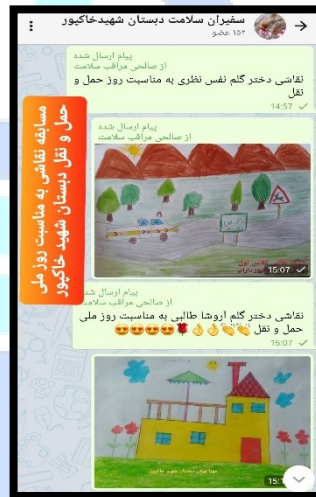 سفیران سلامت دبستان شهیدخاکپور
۱۵۲ عضو
پیام ارسال شده
از صالحی مراقب سلامت
نقاشی دختر گلم نفس نظری به مناسبت روز حمل و
نقل
14:57
مسابقه نقاشی به مناسبت روز ملی
حمل و نقل دبستان شهید خاکپور
پیام ارسال شده
از صالحی مراقب سلامت
15:07
پیام ارسال شده
از صالحی مراقب سلامت
نقاشی دختر گلم اروشا طالبی به مناسبت روز ملی
حمل و نقل 👏👏👌👌🌹😍😍😍😍
15:07